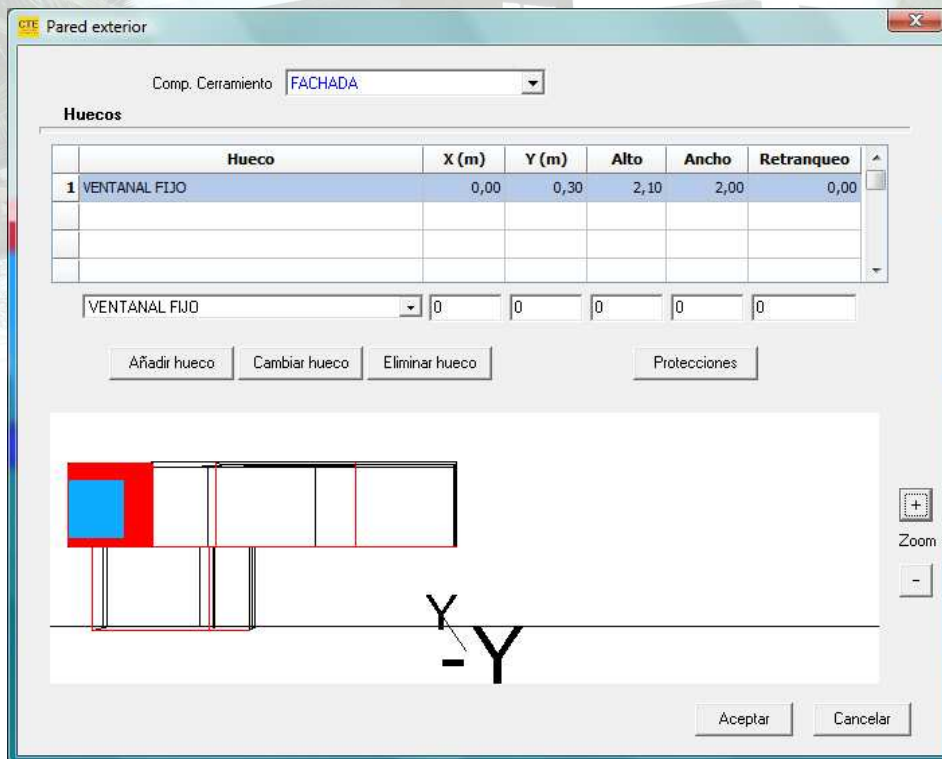 CTE Pared exterior X
Comp. Cerramiento FACHADA
Huecos
Hueco X (m) Y (m) Alto Ancho Retranqueo
1 VENTANAL FIJO 0,00 0,30 2,10 2,00 0,00
VENTANAL FIJO 0 0 0 0 0
Añadir hueco Cambiar hueco Eliminar hueco Protecciones
+
Zoom
-
Y
-Y
Aceptar Cancelar